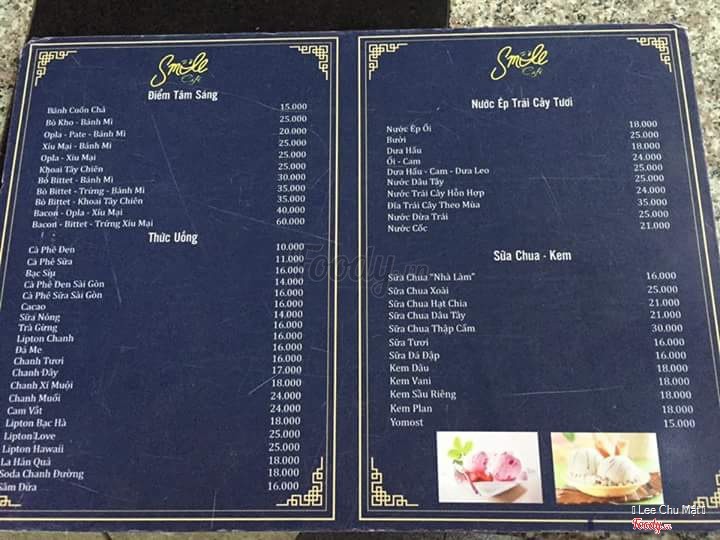 Smile
Café
Điểm Tâm Sáng
Bánh Cuốn Chả 15.000
Bò Kho - Bánh Mì 25.000
Opla - Pate - Bánh Mì 20.000
Xíu Mại - Bánh Mì 25.000
Opla - Xíu Mại 25.000
Khoai Tây Chiên 25.000
Bò Bittet - Bánh Mì 30.000
Bò Bittet - Trứng - Bánh Mì 35.000
Bò Bittet - Khoai Tây Chiên 35.000
Bacon - Opla - Xíu Mại 40.000
Bacon - Bittet - Trứng Xíu Mại 60.000
Thức Uống
Cà Phê Đen 10.000
Cà Phê Sữa 11.000
Bạc Sỉu 16.000
Cà Phê Đen Sài Gòn 14.000
Cà Phê Sữa Sài Gòn 16.000
Cacao 16.000
Sữa Nóng 14.000
Trà Gừng 16.000
Lipton Chanh 16.000
Đá Me 16.000
Chanh Tươi 16.000
Chanh Dây 17.000
Chanh Xí Muội 18.000
Chanh Muối 24.000
Cam Vắt 24.000
Lipton Bạc Hà 18.000
Lipton Love 25.000
Lipton Hawaii 25.000
La Hán Quả 18.000
Soda Chanh Đường 18.000
Sâm Dứa 16.000
Smile
Café
Nước Ép Trái Cây Tươi
Nước Ép Ổi 18.000
Bưởi 25.000
Dưa Hấu 18.000
Ổi - Cam 24.000
Dưa Hấu - Cam - Dưa Leo 25.000
Nước Dâu Tây 25.000
Nước Trái Cây Hỗn Hợp 24.000
Đĩa Trái Cây Theo Mùa 35.000
Nước Dừa Trái 25.000
Nước Cốc 21.000
Sữa Chua - Kem
Sữa Chua "Nhà Làm" 16.000
Sữa Chua Xoài 25.000
Sữa Chua Hạt Chia 21.000
Sữa Chua Dâu Tây 21.000
Sữa Chua Thập Cẩm 30.000
Sữa Tươi 16.000
Sữa Đá Đập 16.000
Kem Dâu 18.000
Kem Vani 18.000
Kem Sầu Riêng 18.000
Kem Plan 18.000
Yomost 15.000
Foody.vn
Lee Chu Mat
Foody.vn